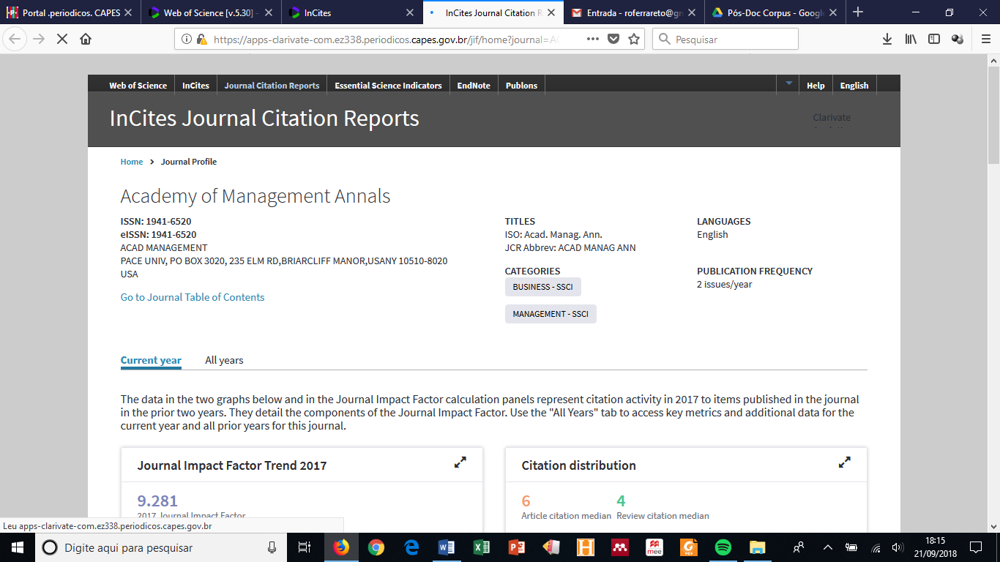 Portal .periodicos. CAPES
Web of Science [v.5.30] -
InCites
InCites Journal Citation R
Entrada - roferrareto@gm
Pós-Doc Corpus - Google
https://apps-clarivate-com.ez338.periodicos.capes.gov.br/jif/home?journal=AC
Pesquisar
Web of Science
InCites
Journal Citation Reports
Essential Science Indicators
EndNote
Publons
Help
English
InCites Journal Citation Reports
Clarivate
Home > Journal Profile
Academy of Management Annals
ISSN: 1941-6520
eISSN: 1941-6520
ACAD MANAGEMENT
PACE UNIV, PO BOX 3020, 235 ELM RD,BRIARCLIFF MANOR,USANY 10510-8020
USA
Go to Journal Table of Contents
TITLES
ISO: Acad. Manag. Ann.
JCR Abbrev: ACAD MANAG ANN
CATEGORIES
BUSINESS - SSCI
MANAGEMENT - SSCI
LANGUAGES
English
PUBLICATION FREQUENCY
2 issues/year
Current year
All years
The data in the two graphs below and in the Journal Impact Factor calculation panels represent citation activity in 2017 to items published in the journal
in the prior two years. They detail the components of the Journal Impact Factor. Use the "All Years" tab to access key metrics and additional data for the
current year and all prior years for this journal.
Journal Impact Factor Trend 2017
9.281
2017 Journal Impact Factor
Citation distribution
6
Article citation median
4
Review citation median
Leu apps-clarivate-com.ez338.periodicos.capes.gov.br
Digite aqui para pesquisar
mee
PDF
18:15
21/09/2018